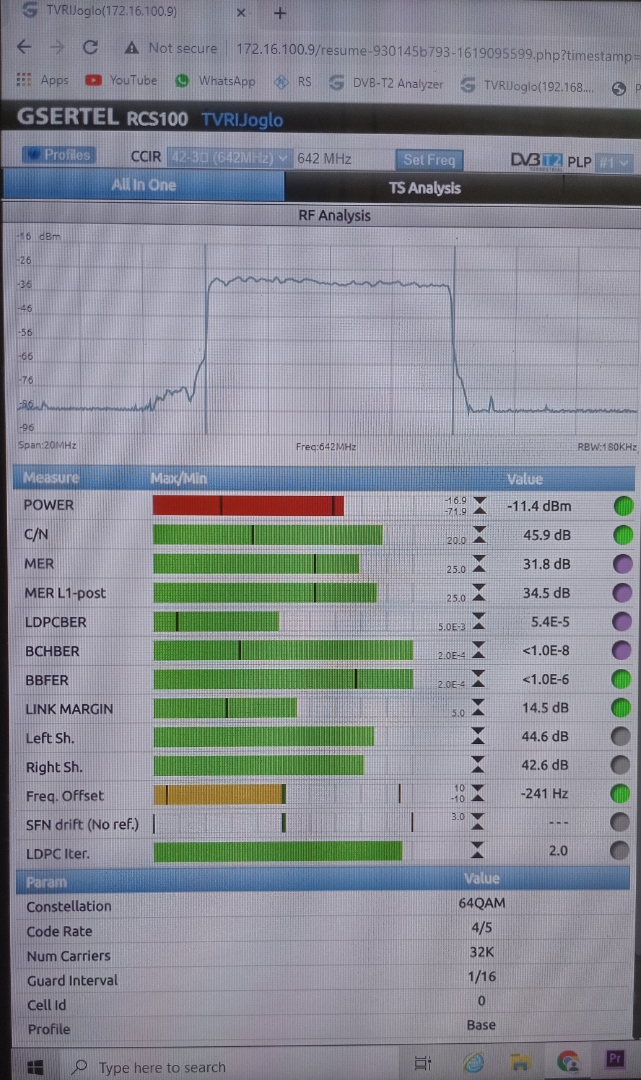 TVRIJoglo(172.16.100.9)
Not secure 172.16.100.9/resume-930145b793-1619095599.php?timestamp=
Apps YouTube WhatsApp RS DVB-T2 Analyzer TVRIJoglo(192.168....
GSERTEL RCS100 TVRIJoglo
Profiles CCIR 42-3D (642MHz) 642 MHz Set Freq DVB T2 PLP #1
All In One TS Analysis
RF Analysis
-16 dBm
-26
-36
-46
-56
-66
-76
-86
-96
Span:20MHz Freq:642MHz RBW:180KHz
Measure Max/Min Value
POWER -16.9 -71.9 -11.4 dBm
C/N 20.0 45.9 dB
MER 25.0 31.8 dB
MER L1-post 25.0 34.5 dB
LDPCBER 5.0E-3 5.4E-5
BCHBER 2.0E-4 <1.0E-8
BBFER 2.0E-4 <1.0E-6
LINK MARGIN 5.0 14.5 dB
Left Sh. 44.6 dB
Right Sh. 42.6 dB
Freq. Offset 10 -10 -241 Hz
SFN drift (No ref.) 3.0 ---
LDPC Iter. 2.0
Param Value
Constellation 64QAM
Code Rate 4/5
Num Carriers 32K
Guard Interval 1/16
Cell Id 0
Profile Base
Type here to search Pr